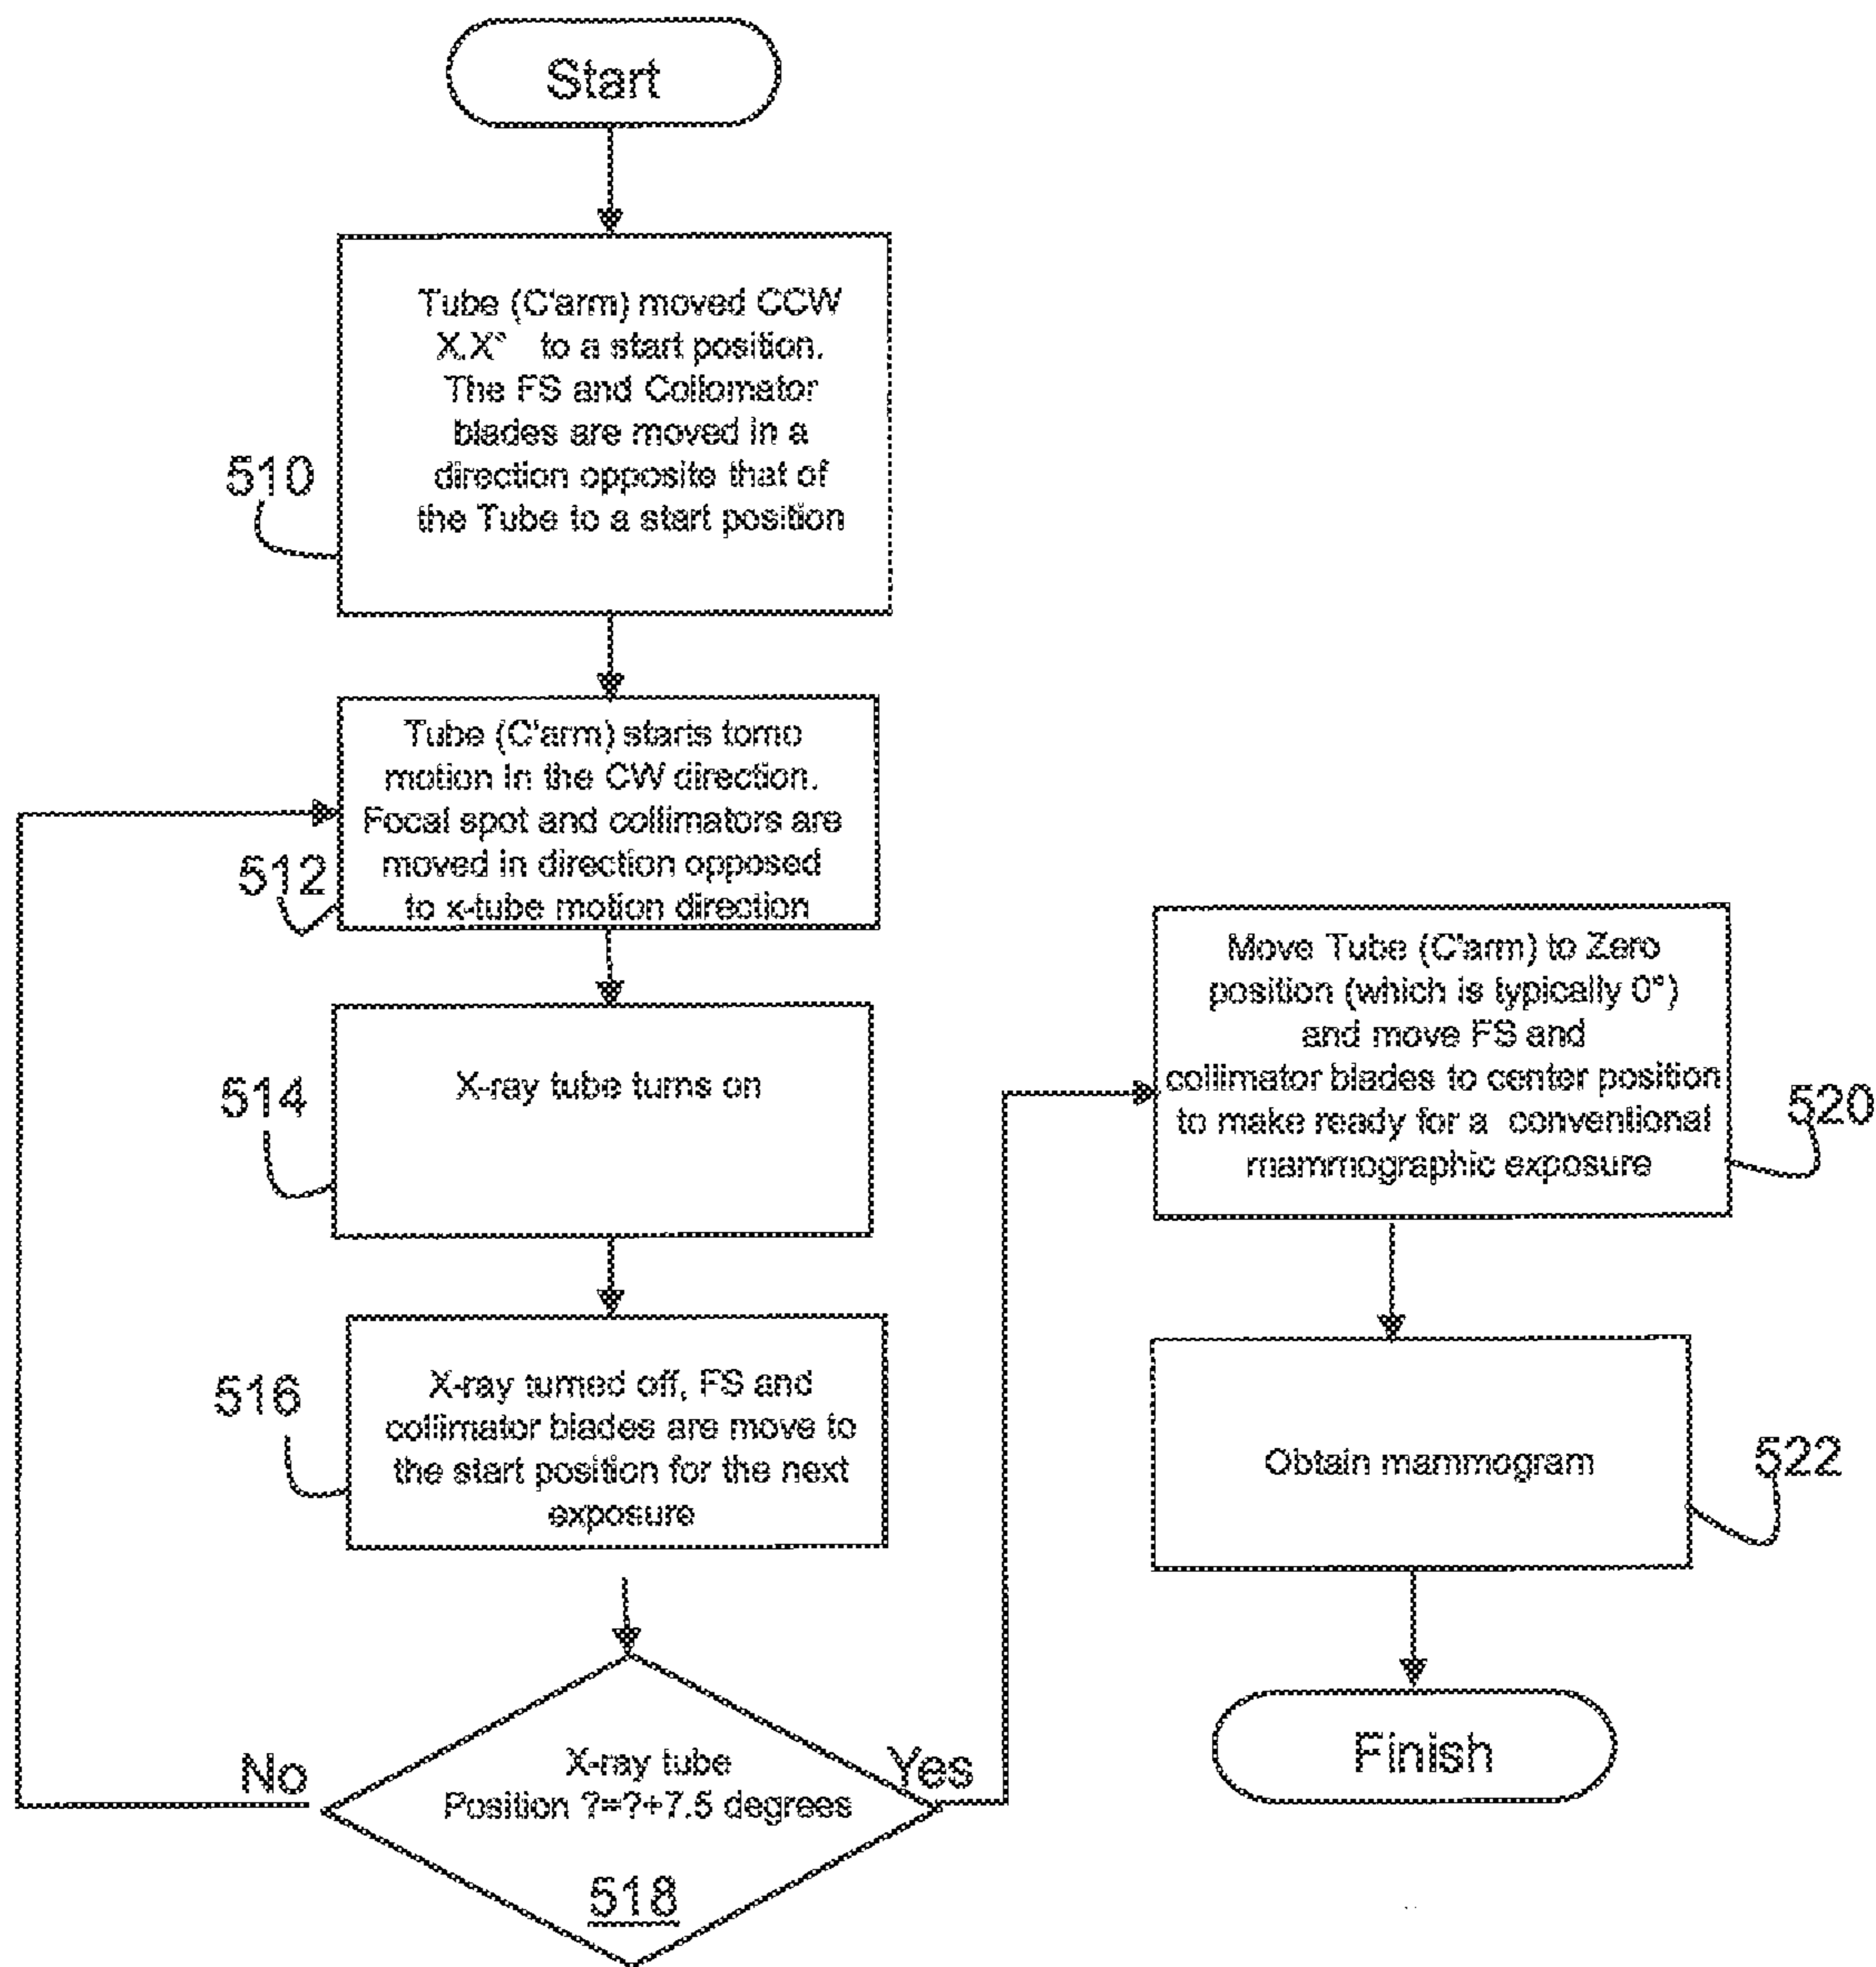 Start
Tube (C'arm) moved CCW
X.X° to a start position.
The FS and Collomator
blades are moved in a
direction opposite that of
the Tube to a start position
510
Tube (C'arm) starts tomo
motion in the CW direction.
Focal spot and collimators are
moved in direction opposed
to x-tube motion direction
512
X-ray tube turns on
514
X-ray turned off, FS and
collimator blades are move to
the start position for the next
exposure
516
X-ray tube
Position ?=?+7.5 degrees
518
No
Yes
Move Tube (C'arm) to Zero
position (which is typically 0°)
and move FS and
collimator blades to center position
to make ready for a conventional
mammographic exposure
520
Obtain mammogram
522
Finish